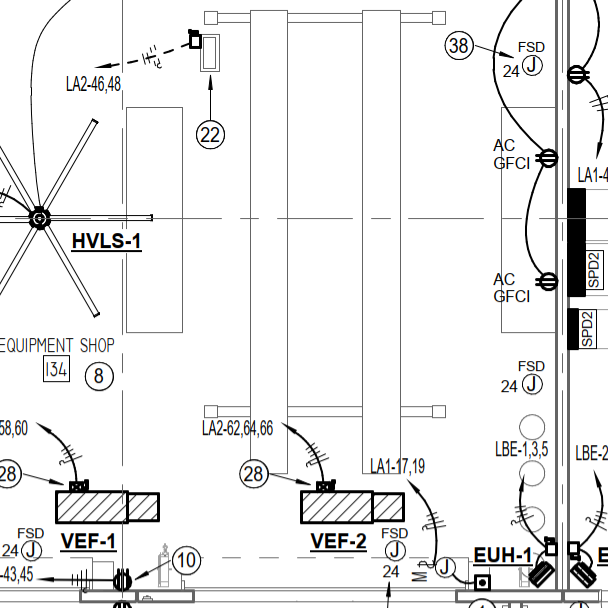 38
FSD
24 J
LA2-46,48
22
AC
GFCI
LA1-4
HVLS-1
SPD2
AC
GFCI
SPD2
EQUIPMENT SHOP
134
8
FSD
24 J
58,60
LA2-62,64,66
LBE-1,3,5
LBE-2
28
28
LA1-17,19
VEF-1
VEF-2
FSD
24 J
FSD
J
24
10
M
J
EUH-1
E
-43,45